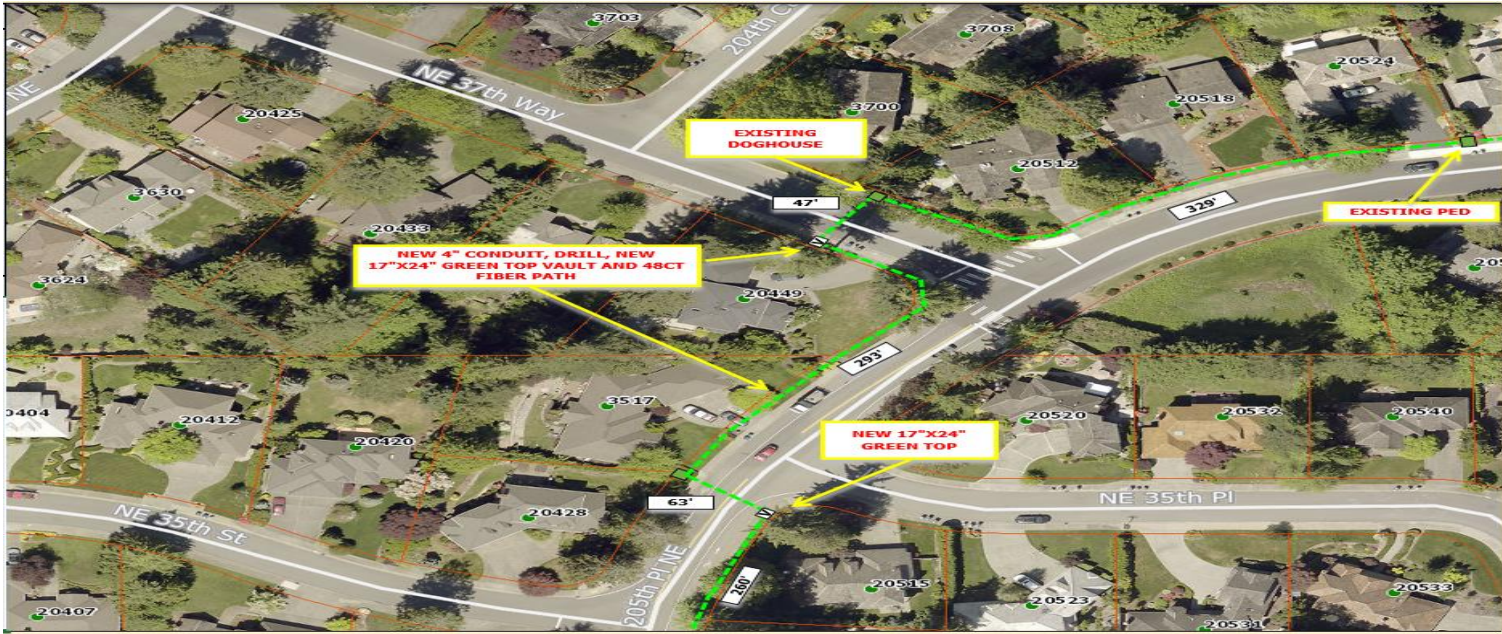 3703
3708
204th C
20524
NE
NE 37th Way
20425
3700
20518
EXISTING
DOGHOUSE
20512
3630
47'
329'
EXISTING PED
20433
NEW 4" CONDUIT, DRILL, NEW
17"X24" GREEN TOP VAULT AND 48CT
FIBER PATH
3624
20449
293'
3517
0404
20412
20420
20520
20532
20540
NEW 17"X24"
GREEN TOP
63'
NE 35th Pl
NE 35th St
20428
205th Pl NE
260'
20515
20523
20533
20407
20531